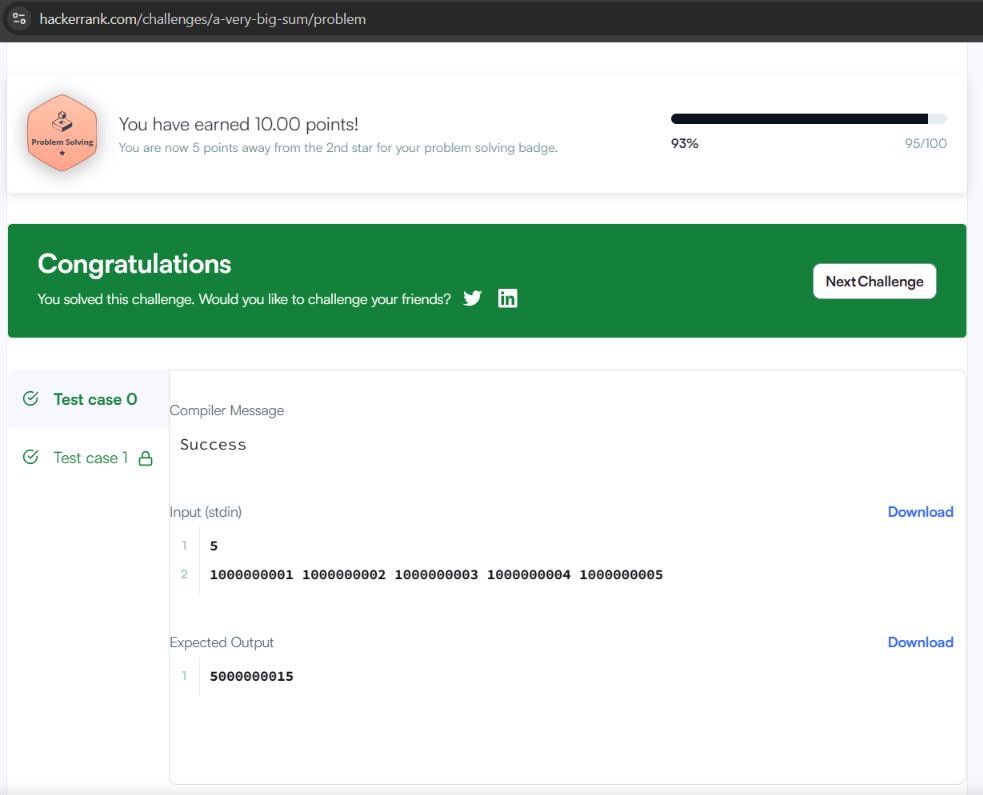 hackerrank.com/challenges/a-very-big-sum/problem
Problem Solving
You have earned 10.00 points!
You are now 5 points away from the 2nd star for your problem solving badge.
93%
95/100
Congratulations
You solved this challenge. Would you like to challenge your friends?
Next Challenge
Test case 0
Test case 1
Compiler Message
Success
Input (stdin)
Download
1 5
2 1000000001 1000000002 1000000003 1000000004 1000000005
Expected Output
Download
1 5000000015